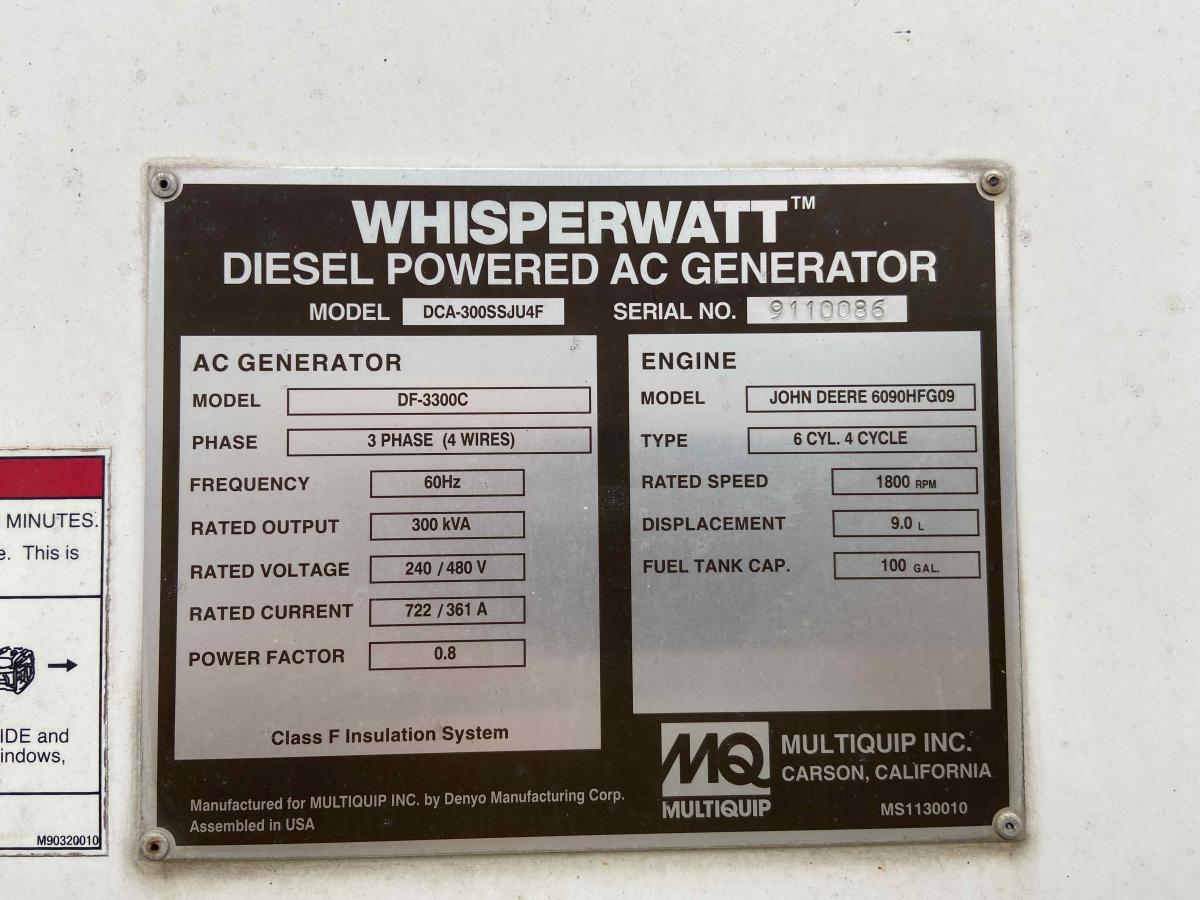 WHISPERWATT™
DIESEL POWERED AC GENERATOR
MODEL DCA-300SSJU4F SERIAL NO. 9110086
AC GENERATOR
MODEL DF-3300C
PHASE 3 PHASE (4 WIRES)
FREQUENCY 60Hz
RATED OUTPUT 300 kVA
RATED VOLTAGE 240 / 480 V
RATED CURRENT 722 / 361 A
POWER FACTOR 0.8
Class F Insulation System
ENGINE
MODEL JOHN DEERE 6090HFG09
TYPE 6 CYL. 4 CYCLE
RATED SPEED 1800 RPM
DISPLACEMENT 9.0 L
FUEL TANK CAP. 100 GAL.
Manufactured for MULTIQUIP INC. by Denyo Manufacturing Corp.
Assembled in USA
MQ
MULTIQUIP
MULTIQUIP INC.
CARSON, CALIFORNIA
MS1130010
MINUTES.
e. This is
IDE and
indows,
M90320010